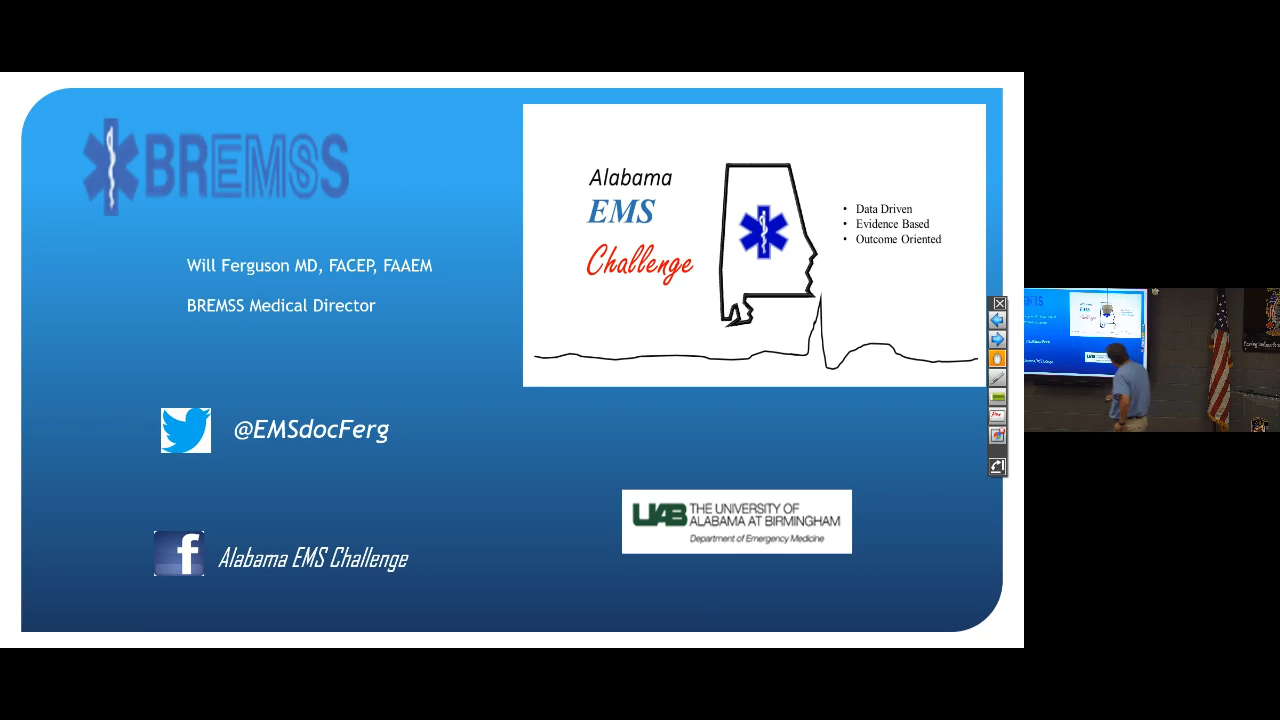 BREMSS
Will Ferguson MD, FACEP, FAAEM
BREMSS Medical Director
@EMSdocFerg
Alabama EMS Challenge
Alabama
EMS
Challenge
• Data Driven
• Evidence Based
• Outcome Oriented
UAB THE UNIVERSITY OF
ALABAMA AT BIRMINGHAM
Department of Emergency Medicine